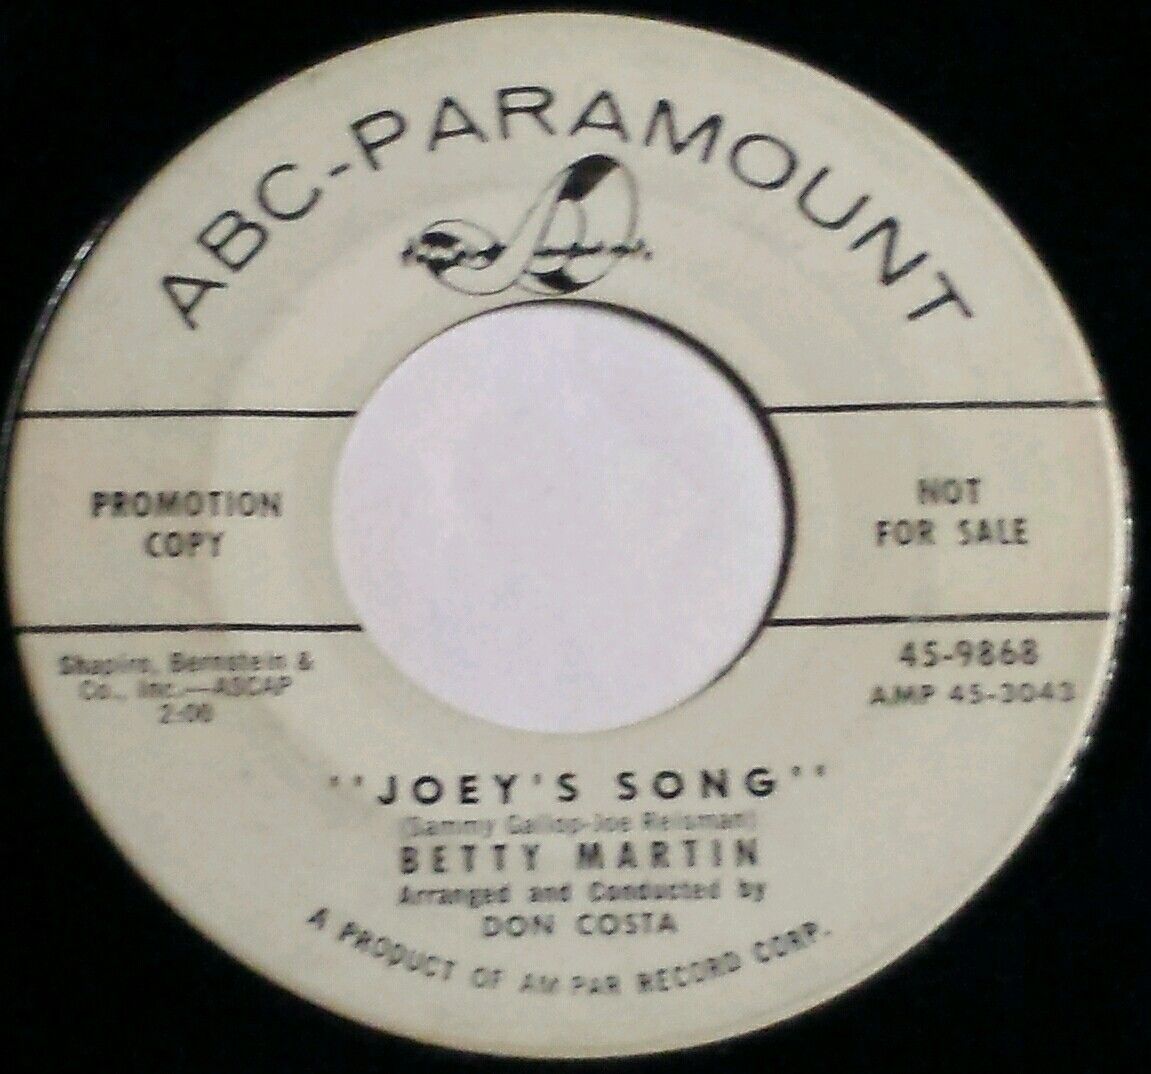 ABC-PARAMOUNT
PROMOTION
COPY
NOT
FOR SALE
Shapiro, Bernstein &
Co., Inc.—ASCAP
2:00
45-9868
AMP 45-3043
"JOEY'S SONG"
(Sammy Gallop-Joe Reisman)
BETTY MARTIN
Arranged and Conducted by
DON COSTA
A PRODUCT OF AM-PAR RECORD CORP.